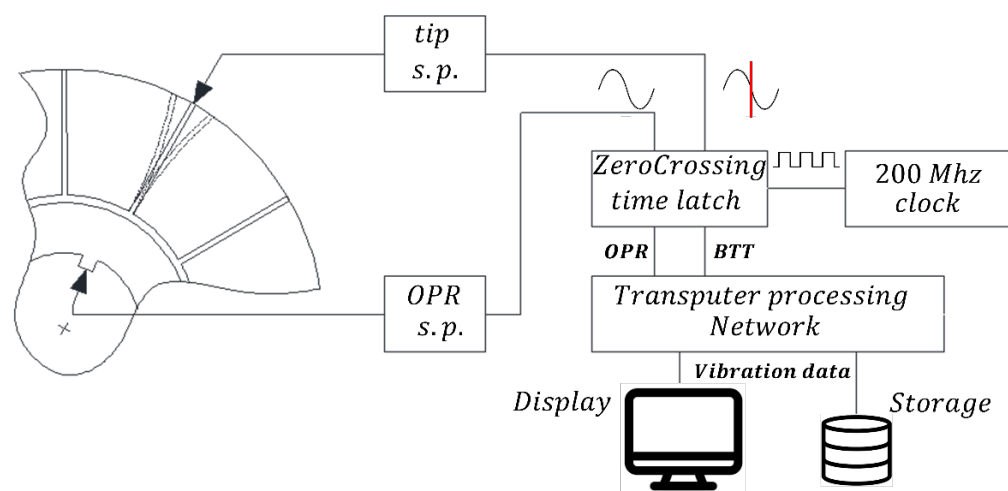 tip
s.p.
ZeroCrossing
time latch
200 Mhz
clock
OPR
BTT
OPR
s.p.
Transputer processing
Network
Vibration data
Display
Storage